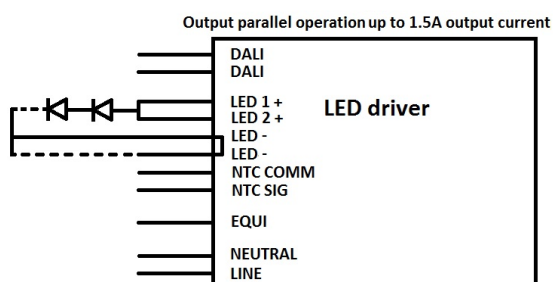 Output parallel operation up to 1.5A output current
DALI
DALI
LED 1 +
LED driver
LED 2 +
LED -
LED -
NTC COMM
NTC SIG
EQUI
NEUTRAL
LINE